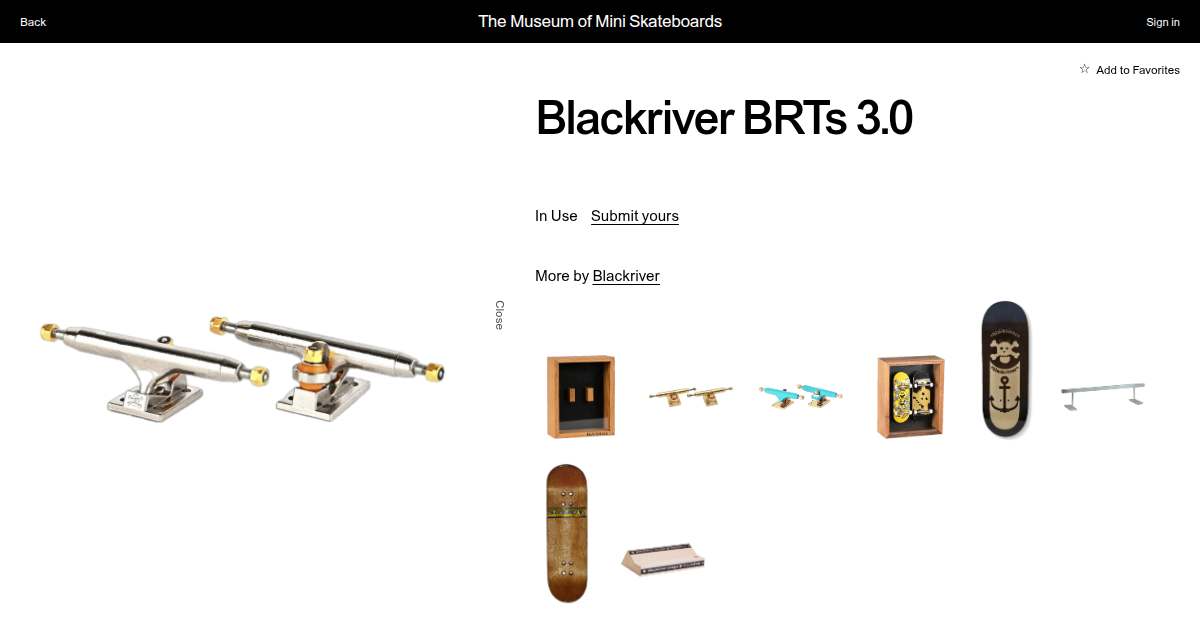 Back
The Museum of Mini Skateboards
Sign in
☆ Add to Favorites
Blackriver BRTs 3.0
In Use Submit yours
More by Blackriver
Close